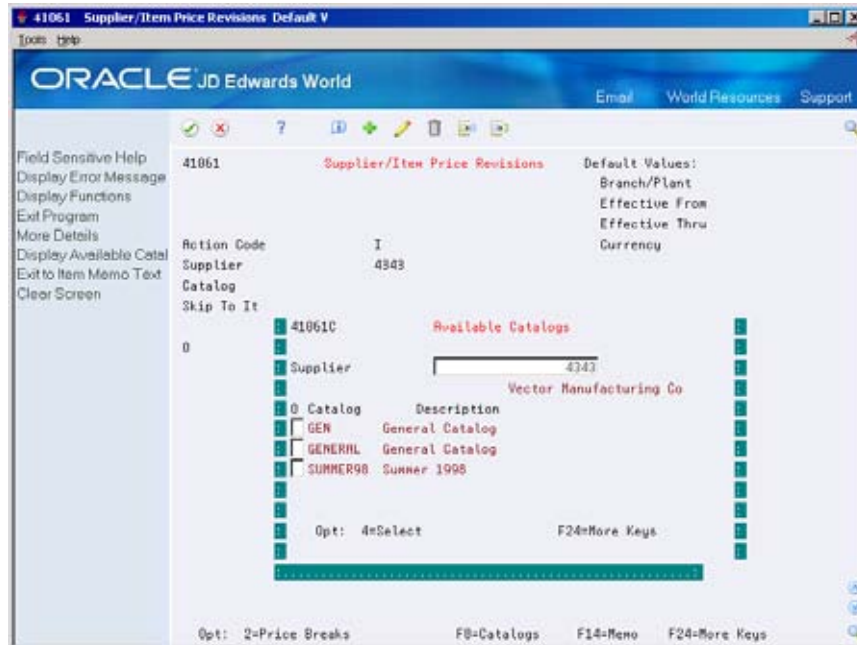 41061 Supplier/Item Price Revisions Default V
Tools Help
ORACLE JD Edwards World
Email World Resources Support
Field Sensitive Help
Display Error Message
Display Functions
Exit Program
More Details
Display Available Catal
Exit to Item Memo Text
Clear Screen
41061 Supplier/Item Price Revisions Default Values:
Branch/Plant
Effective From
Effective Thru
Action Code I Currency
Supplier 4343
Catalog
Skip To It
O
41061C Available Catalogs
Supplier 4343
Vector Manufacturing Co
O Catalog Description
GEN General Catalog
GENERAL General Catalog
SUMMER98 Summer 1998
Opt: 4=Select F24=More Keys
Opt: 2=Price Breaks F8=Catalogs F14=Memo F24=More Keys